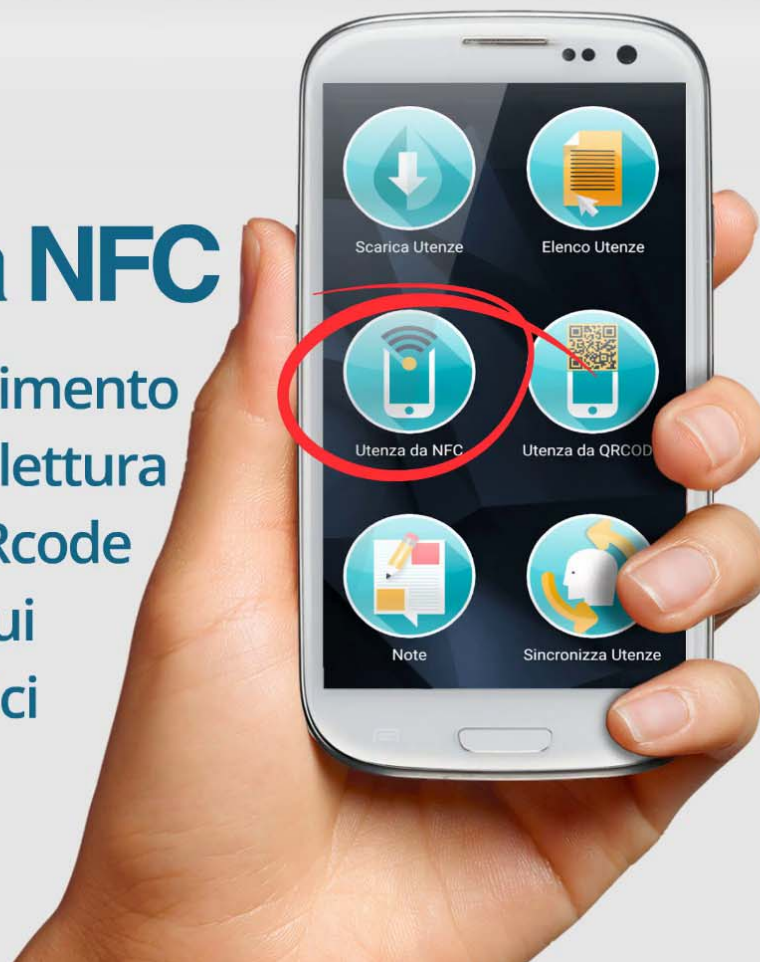 a NFC
imento
lettura
Rcode
ui
ci
Scarica Utenze
Elenco Utenze
Utenza da NFC
Utenza da QRCOD
Note
Sincronizza Utenze